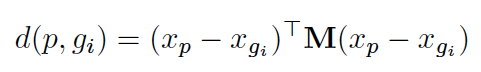 d(p, g_i) = (x_p − x_{g_i})^⊤ M(x_p − x_{g_i})